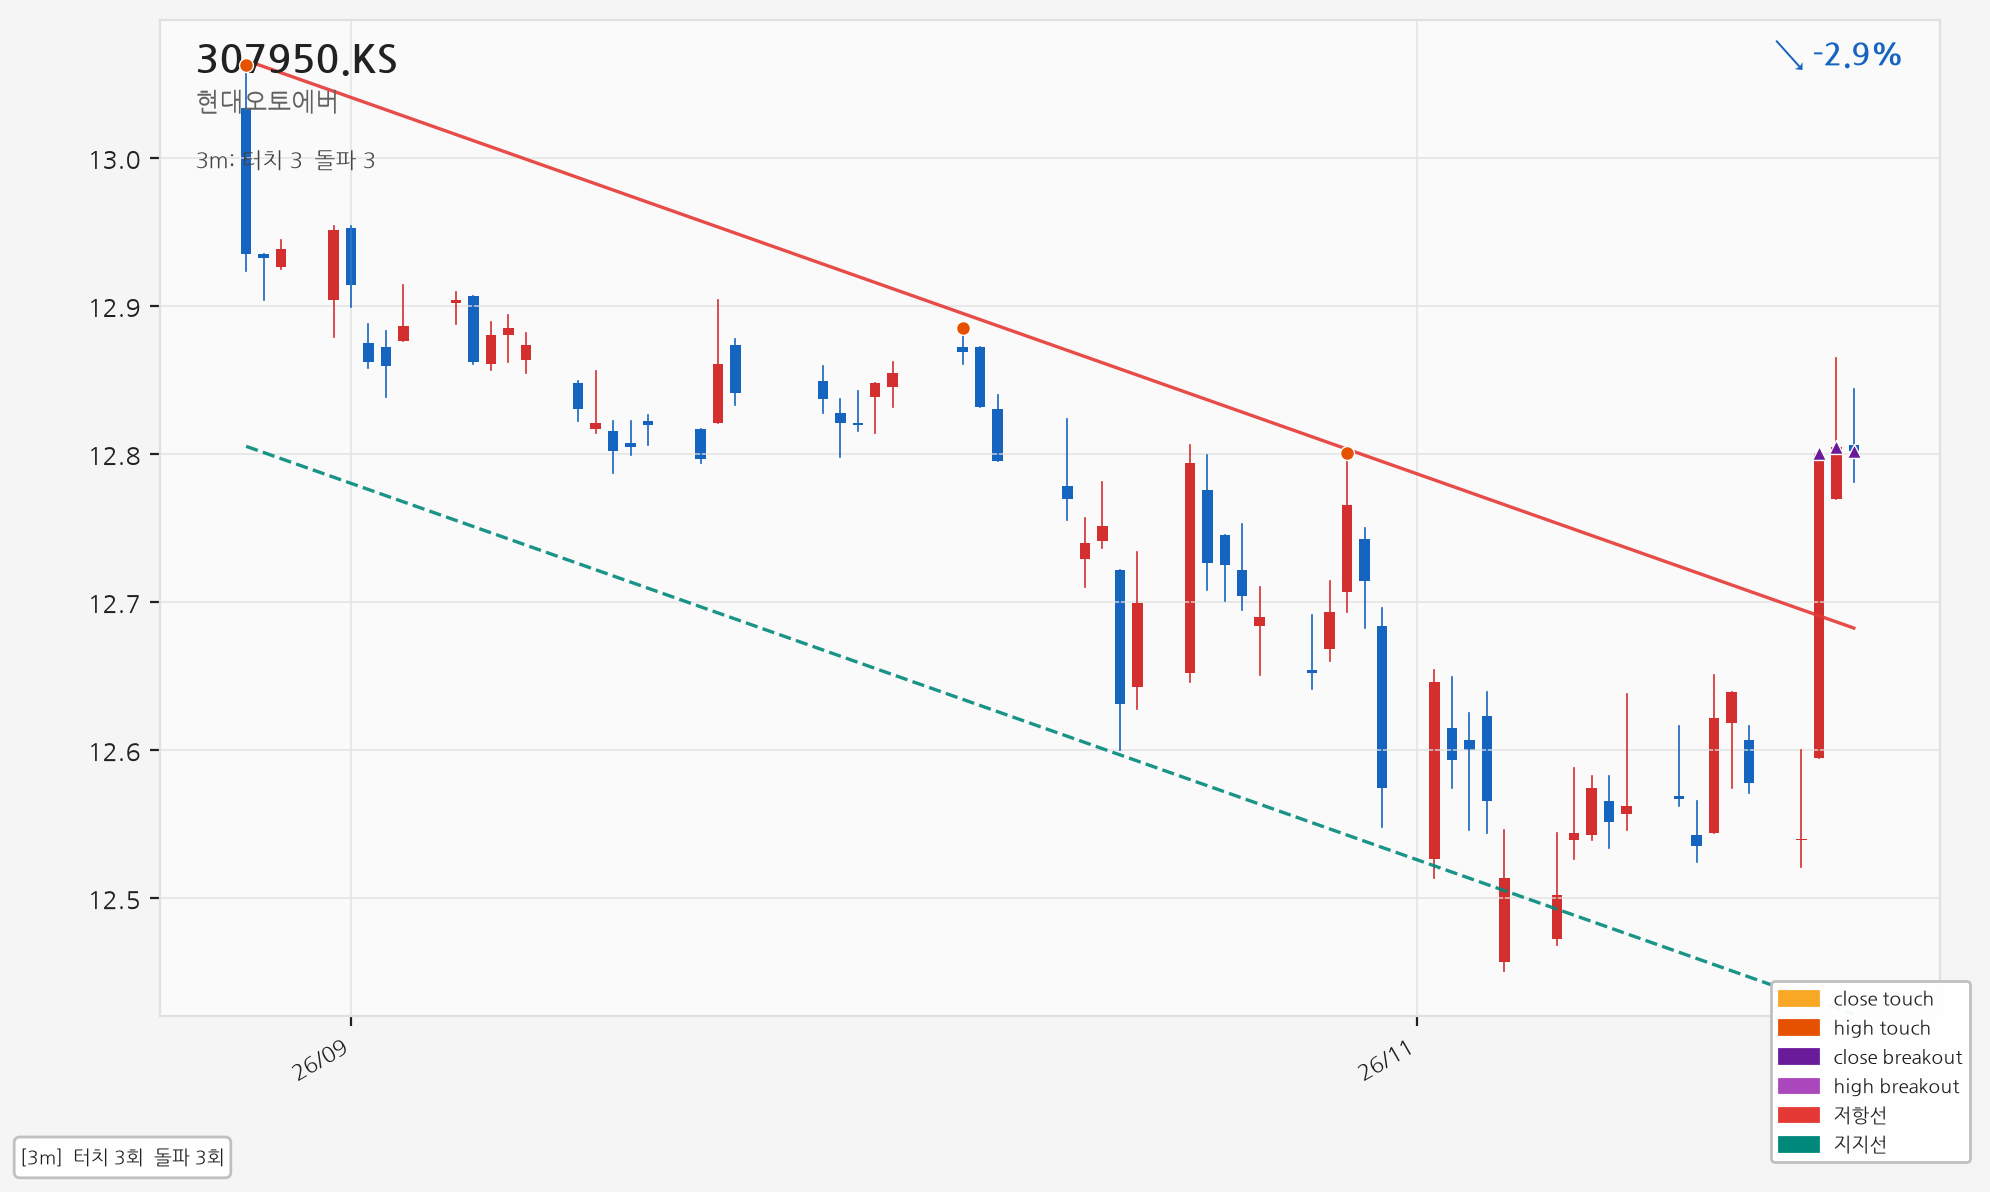 307950.KS
현대오토에버
3m: 터치 3  돌파 3
-2.9%
13.0
12.9
12.8
12.7
12.6
12.5
26/09
26/11
close touch
high touch
close breakout
high breakout
저항선
지지선
[3m]  터치 3회  돌파 3회